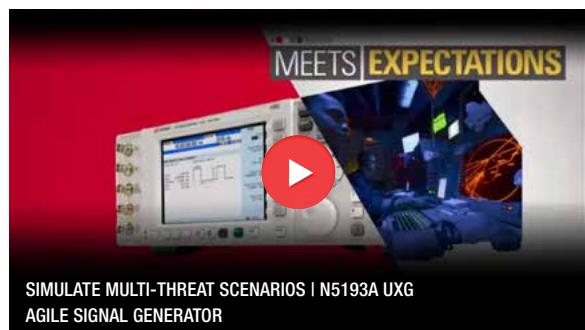 MEETS EXPECTATIONS
SIMULATE MULTI-THREAT SCENARIOS | N5193A UXG
AGILE SIGNAL GENERATOR